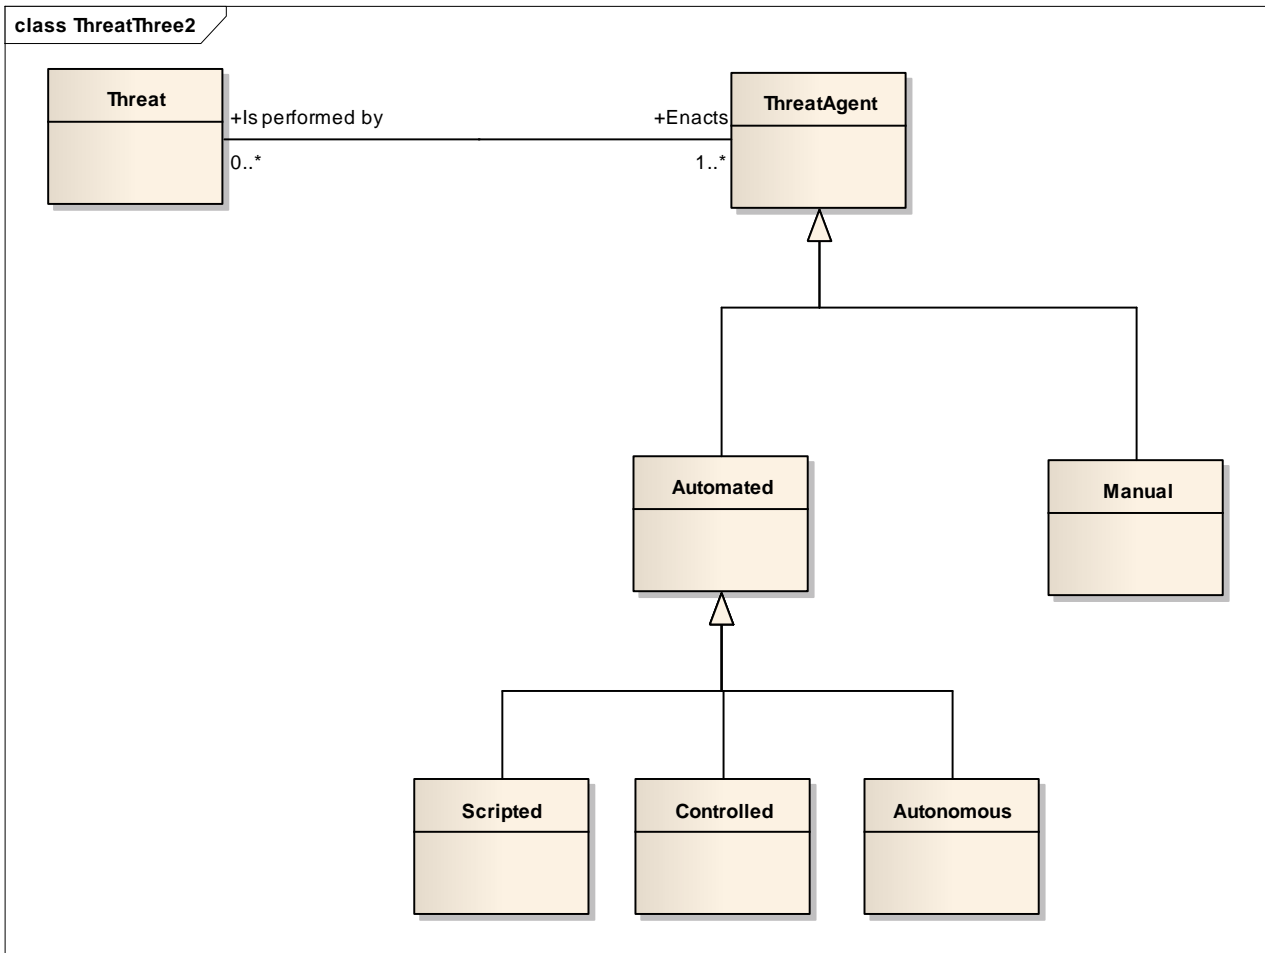 class ThreatThree2
Threat
ThreatAgent
+Is performed by
+Enacts
0..*
1..*
Automated
Manual
Scripted
Controlled
Autonomous